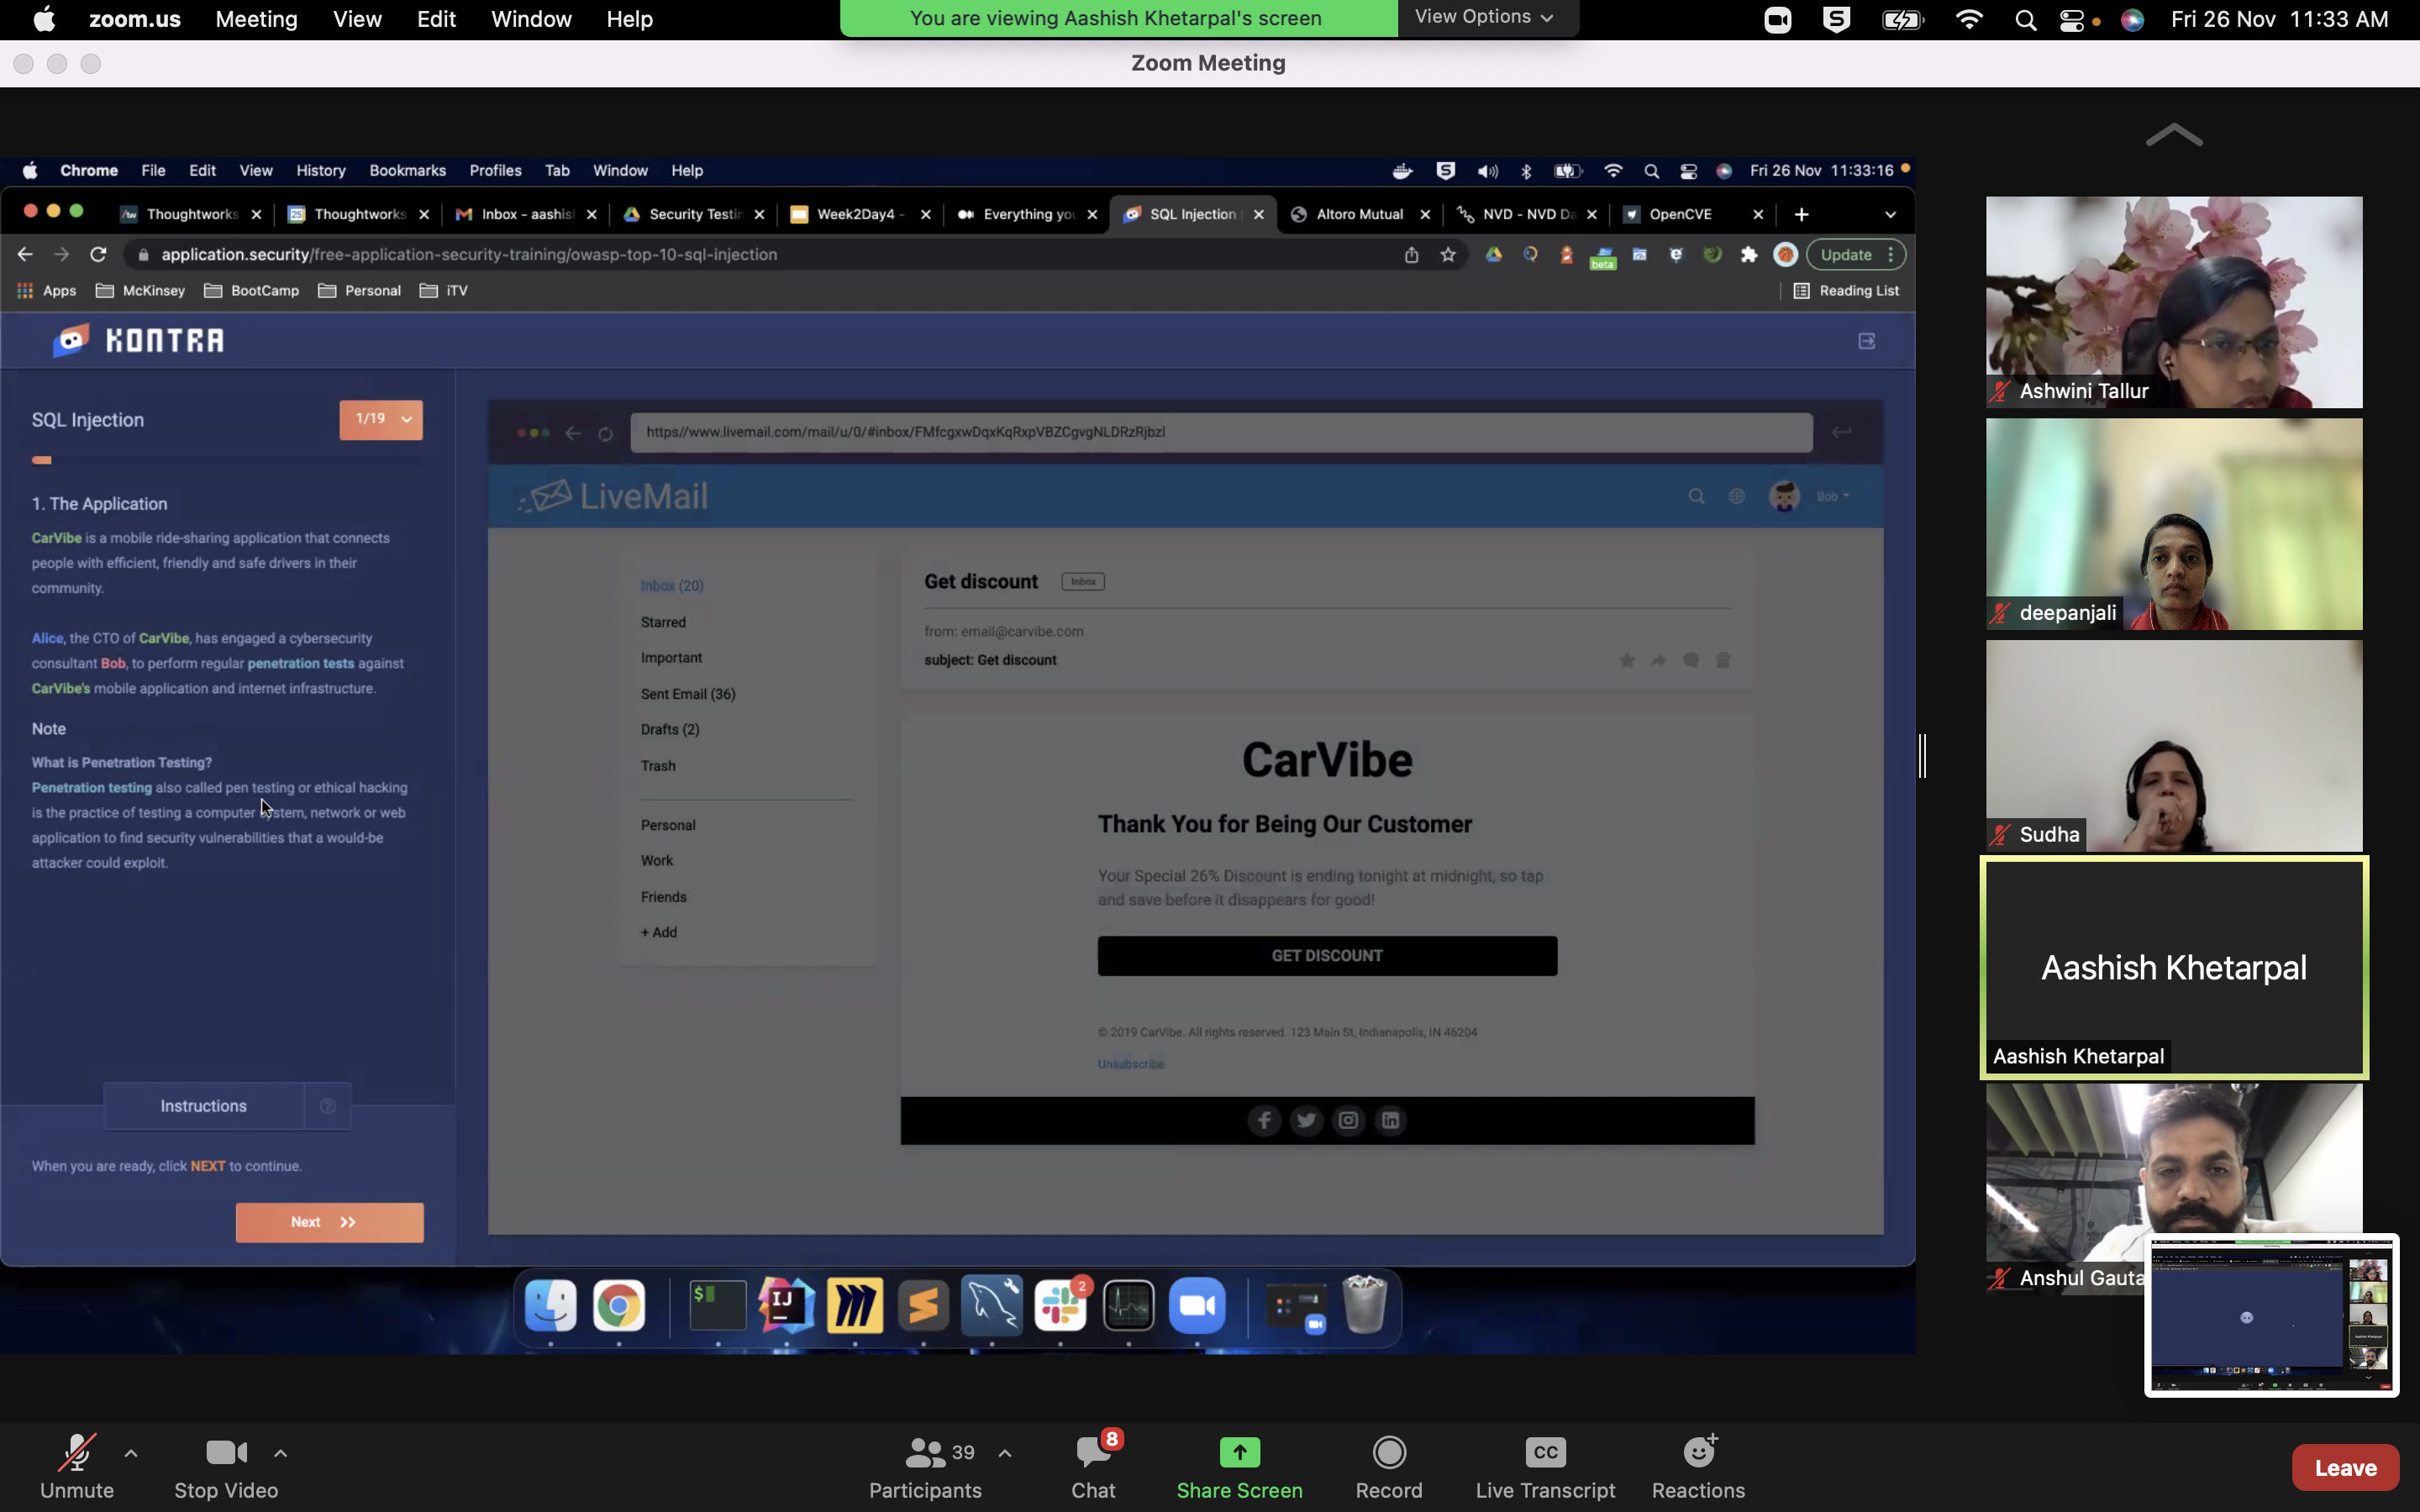 zoom.us Meeting View Edit Window Help
You are viewing Aashish Khetarpal's screen View Options
Fri 26 Nov 11:33 AM
Zoom Meeting
Chrome File Edit View History Bookmarks Profiles Tab Window Help
Fri 26 Nov 11:33:16
Thoughtworks
Thoughtworks
Inbox - aashis
Security Testin
Week2Day4 -
Everything you
SQL Injection
Altoro Mutual
NVD - NVD Da
OpenCVE
application.security/free-application-security-training/owasp-top-10-sql-injection
beta
Update
Apps McKinsey BootCamp Personal iTV
Reading List
KONTRA
SQL Injection
1/19
1. The Application
CarVibe is a mobile ride-sharing application that connects
people with efficient, friendly and safe drivers in their
community.
Alice, the CTO of CarVibe, has engaged a cybersecurity
consultant Bob, to perform regular penetration tests against
CarVibe's mobile application and internet infrastructure.
Note
What is Penetration Testing?
Penetration testing also called pen testing or ethical hacking
is the practice of testing a computer system, network or web
application to find security vulnerabilities that a would-be
attacker could exploit.
Instructions
When you are ready, click NEXT to continue.
Next
https//www.livemail.com/mail/u/0/#inbox/FMfcgxwDqxKqRxpVBZCgvgNLDRzRjbzl
LiveMail
Bob
Inbox (20)
Starred
Important
Sent Email (36)
Drafts (2)
Trash
Personal
Work
Friends
+ Add
Get discount Inbox
from: email@carvibe.com
subject: Get discount
CarVibe
Thank You for Being Our Customer
Your Special 26% Discount is ending tonight at midnight, so tap
and save before it disappears for good!
GET DISCOUNT
© 2019 CarVibe. All rights reserved. 123 Main St, Indianapolis, IN 46204
Unsubscribe
IJ
2
Ashwini Tallur
deepanjali
Sudha
Aashish Khetarpal
Aashish Khetarpal
Anshul Gauta
Unmute
Stop Video
39
Participants
8
Chat
Share Screen
Record
CC
Live Transcript
Reactions
Leave